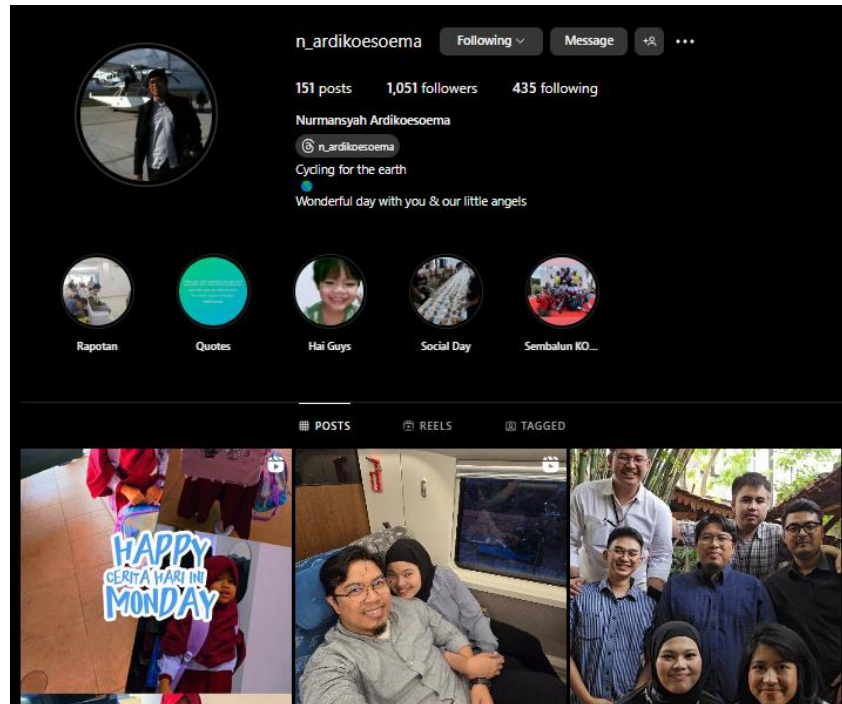 n_ardikoesoema Following Message
151 posts 1,051 followers 435 following
Nurmansyah Ardikoesoema
n_ardikoesoema
Cycling for the earth
Wonderful day with you & our little angels
Rapotan Quotes Hai Guys Social Day Sembalun KO...
POSTS REELS TAGGED
HAPPY
CERITA HARI INI
MONDAY